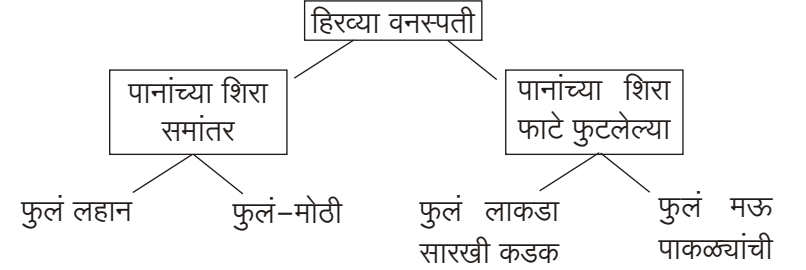 हिरव्या वनस्पती
पानांच्या शिरा
समांतर
पानांच्या शिरा
फाटे फुटलेल्या
फुलं लहान
फुलं–मोठी
फुलं लाकडा
सारखी कडक
फुलं मऊ
पाकळ्यांची